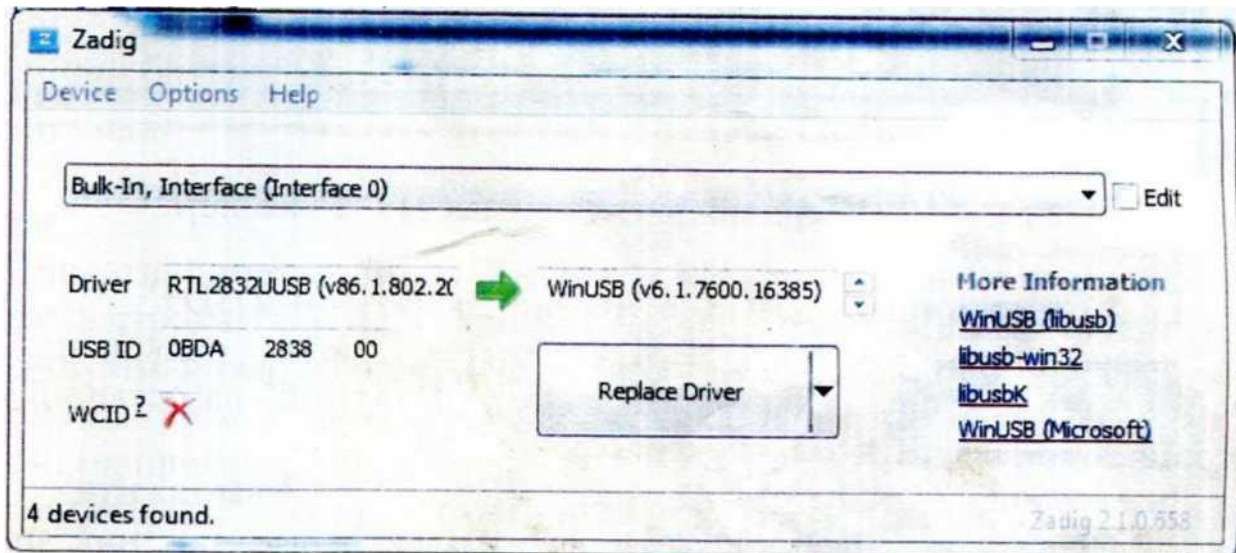 Zadig
Device Options Help
Bulk-In, Interface (Interface 0)
Edit
Driver RTL2832UUSB (v86.1.802.20 WinUSB (v6.1.7600.16385)
More Information
WinUSB (libusb)
USB ID 0BDA 2838 00
libusb-win32
Replace Driver
libusbK
WCID ?
WinUSB (Microsoft)
4 devices found.
Zadig 2.1.0.658